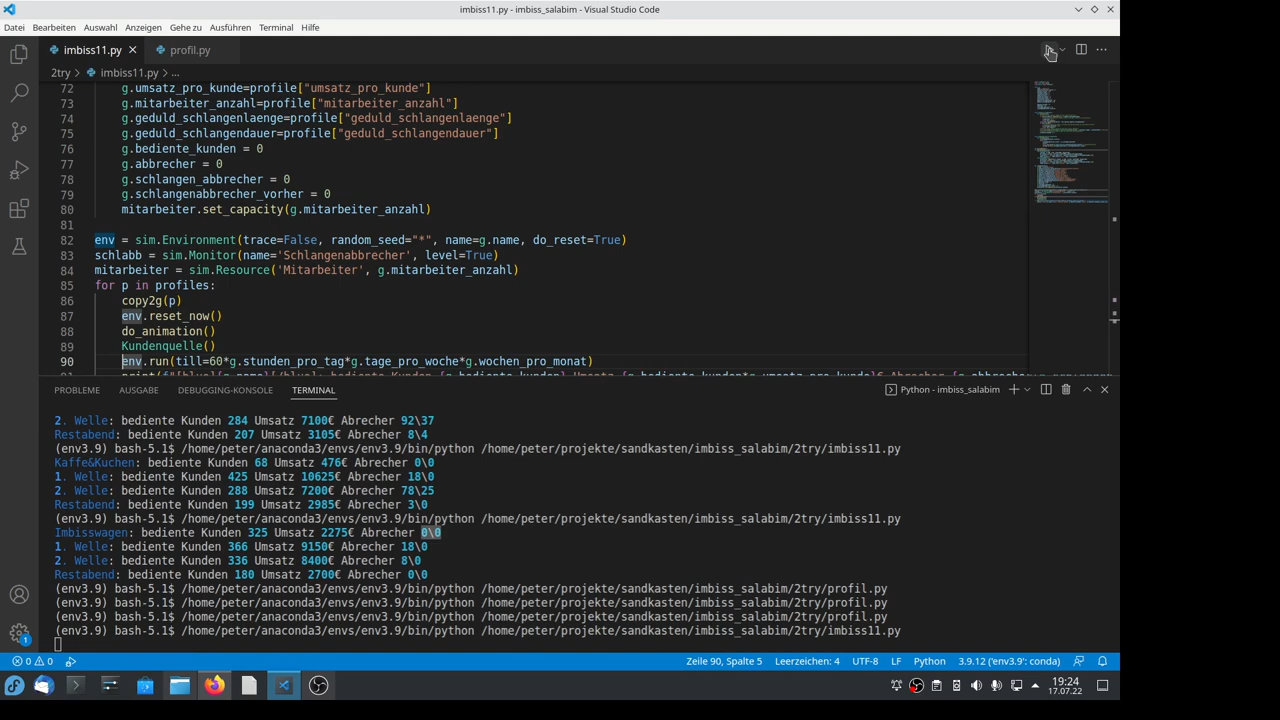 imbiss11.py - imbiss_salabim - Visual Studio Code
Datei Bearbeiten Auswahl Anzeigen Gehe zu Ausführen Terminal Hilfe
imbiss11.py profil.py
2try > imbiss11.py > ...
72 g.umsatz_pro_kunde=profile["umsatz_pro_kunde"]
73 g.mitarbeiter_anzahl=profile["mitarbeiter_anzahl"]
74 g.geduld_schlangenlaenge=profile["geduld_schlangenlaenge"]
75 g.geduld_schlangendauer=profile["geduld_schlangendauer"]
76 g.bediente_kunden = 0
77 g.abbrecher = 0
78 g.schlangen_abbrecher = 0
79 g.schlangenabbrecher_vorher = 0
80 mitarbeiter.set_capacity(g.mitarbeiter_anzahl)
81
82 env = sim.Environment(trace=False, random_seed="*", name=g.name, do_reset=True)
83 schlabb = sim.Monitor(name='Schlangenabbrecher', level=True)
84 mitarbeiter = sim.Resource('Mitarbeiter', g.mitarbeiter_anzahl)
85 for p in profiles:
86 copy2g(p)
87 env.reset_now()
88 do_animation()
89 Kundenquelle()
90 env.run(till=60*g.stunden_pro_tag*g.tage_pro_woche*g.wochen_pro_monat)
PROBLEME AUSGABE DEBUGGING-KONSOLE TERMINAL Python - imbiss_salabim
2. Welle: bediente Kunden 284 Umsatz 7100€ Abrecher 92\37
Restabend: bediente Kunden 207 Umsatz 3105€ Abrecher 8\4
(env3.9) bash-5.1$ /home/peter/anaconda3/envs/env3.9/bin/python /home/peter/projekte/sandkasten/imbiss_salabim/2try/imbiss11.py
Kaffe&Kuchen: bediente Kunden 68 Umsatz 476€ Abrecher 0\0
1. Welle: bediente Kunden 425 Umsatz 10625€ Abrecher 18\0
2. Welle: bediente Kunden 288 Umsatz 7200€ Abrecher 78\25
Restabend: bediente Kunden 199 Umsatz 2985€ Abrecher 3\0
(env3.9) bash-5.1$ /home/peter/anaconda3/envs/env3.9/bin/python /home/peter/projekte/sandkasten/imbiss_salabim/2try/imbiss11.py
Imbisswagen: bediente Kunden 325 Umsatz 2275€ Abrecher 0\0
1. Welle: bediente Kunden 366 Umsatz 9150€ Abrecher 18\0
2. Welle: bediente Kunden 336 Umsatz 8400€ Abrecher 8\0
Restabend: bediente Kunden 180 Umsatz 2700€ Abrecher 0\0
(env3.9) bash-5.1$ /home/peter/anaconda3/envs/env3.9/bin/python /home/peter/projekte/sandkasten/imbiss_salabim/2try/profil.py
(env3.9) bash-5.1$ /home/peter/anaconda3/envs/env3.9/bin/python /home/peter/projekte/sandkasten/imbiss_salabim/2try/profil.py
(env3.9) bash-5.1$ /home/peter/anaconda3/envs/env3.9/bin/python /home/peter/projekte/sandkasten/imbiss_salabim/2try/profil.py
(env3.9) bash-5.1$ /home/peter/anaconda3/envs/env3.9/bin/python /home/peter/projekte/sandkasten/imbiss_salabim/2try/imbiss11.py
0 0 Zeile 90, Spalte 5 Leerzeichen: 4 UTF-8 LF Python 3.9.12 ('env3.9': conda)
19:24
17.07.22